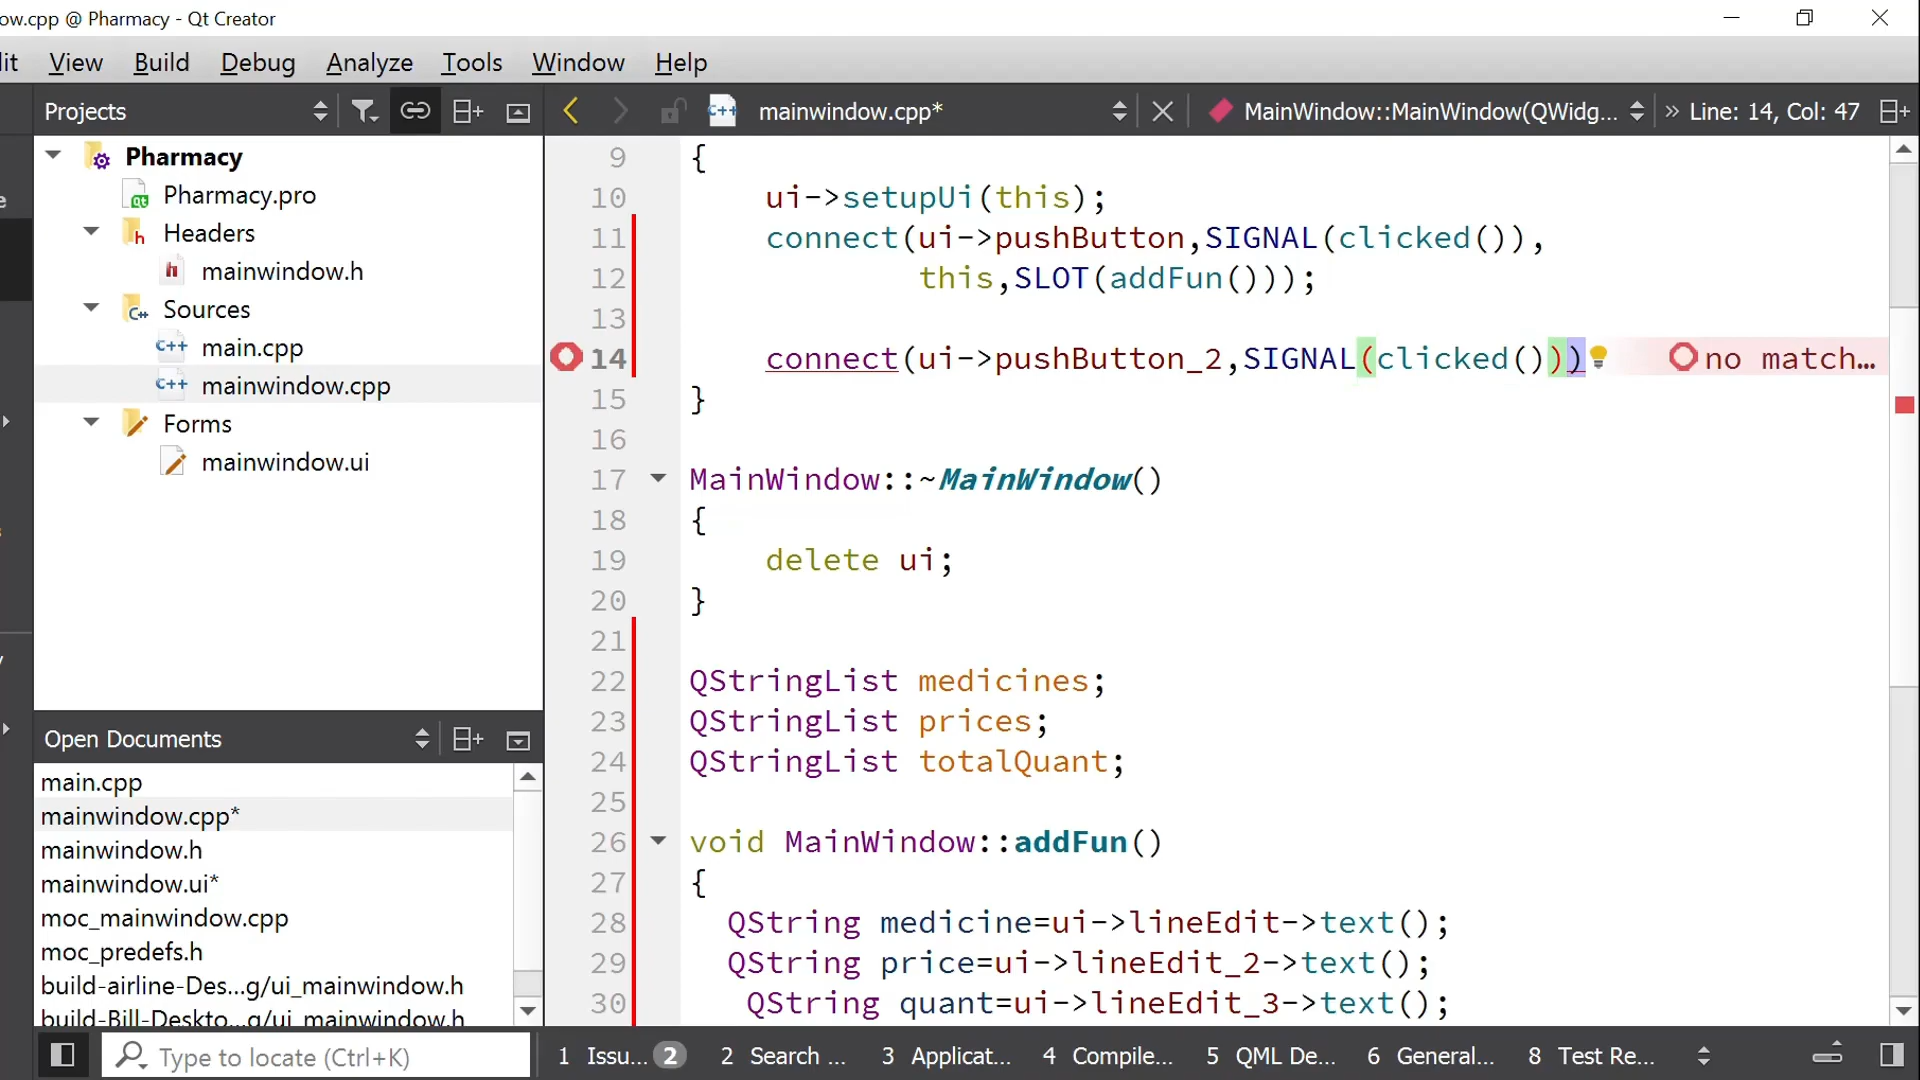 ow.cpp @ Pharmacy - Qt Creator
lit View Build Debug Analyze Tools Window Help
Projects
mainwindow.cpp*
MainWindow::MainWindow(QWidg...
» Line: 14, Col: 47
Pharmacy
Pharmacy.pro
Headers
mainwindow.h
Sources
main.cpp
mainwindow.cpp
Forms
mainwindow.ui
9 {
10 ui->setupUi(this);
11 connect(ui->pushButton,SIGNAL(clicked()),
12 this,SLOT(addFun()));
13
14 connect(ui->pushButton_2,SIGNAL(clicked())) no match…
15 }
16
17 MainWindow::~MainWindow()
18 {
19 delete ui;
20 }
21
22 QStringList medicines;
23 QStringList prices;
24 QStringList totalQuant;
25
26 void MainWindow::addFun()
27 {
28 QString medicine=ui->lineEdit->text();
29 QString price=ui->lineEdit_2->text();
30 QString quant=ui->lineEdit_3->text();
Open Documents
main.cpp
mainwindow.cpp*
mainwindow.h
mainwindow.ui*
moc_mainwindow.cpp
moc_predefs.h
build-airline-Des...g/ui_mainwindow.h
build-Bill-Deskto...g/ui_mainwindow.h
Type to locate (Ctrl+K)
1 Issu... 2
2 Search ...
3 Applicat...
4 Compile...
5 QML De...
6 General...
8 Test Re...